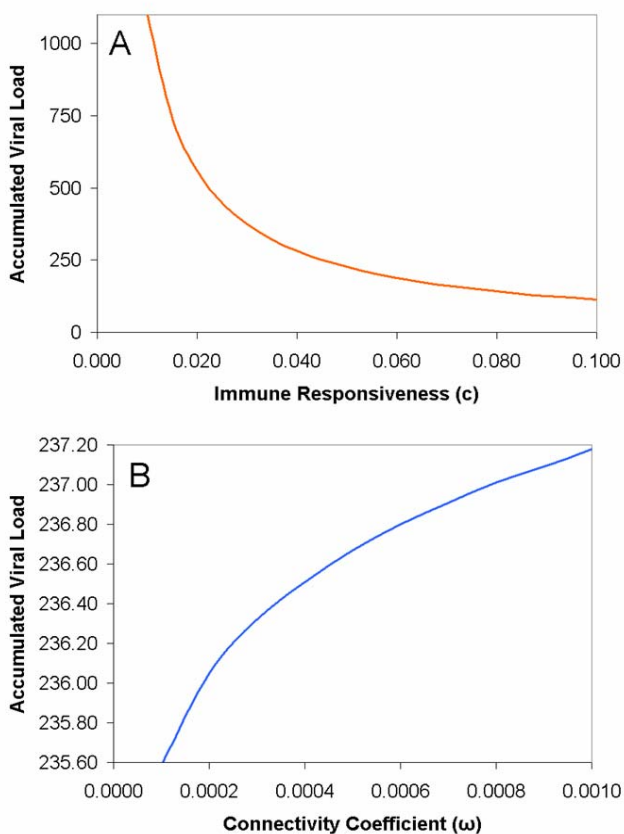 A
Accumulated Viral Load
1000
750
500
250
0
0.000 0.020 0.040 0.060 0.080 0.100
Immune Responsiveness (c)
B
Accumulated Viral Load
237.20
237.00
236.80
236.60
236.40
236.20
236.00
235.80
235.60
0.0000 0.0002 0.0004 0.0006 0.0008 0.0010
Connectivity Coefficient (ω)